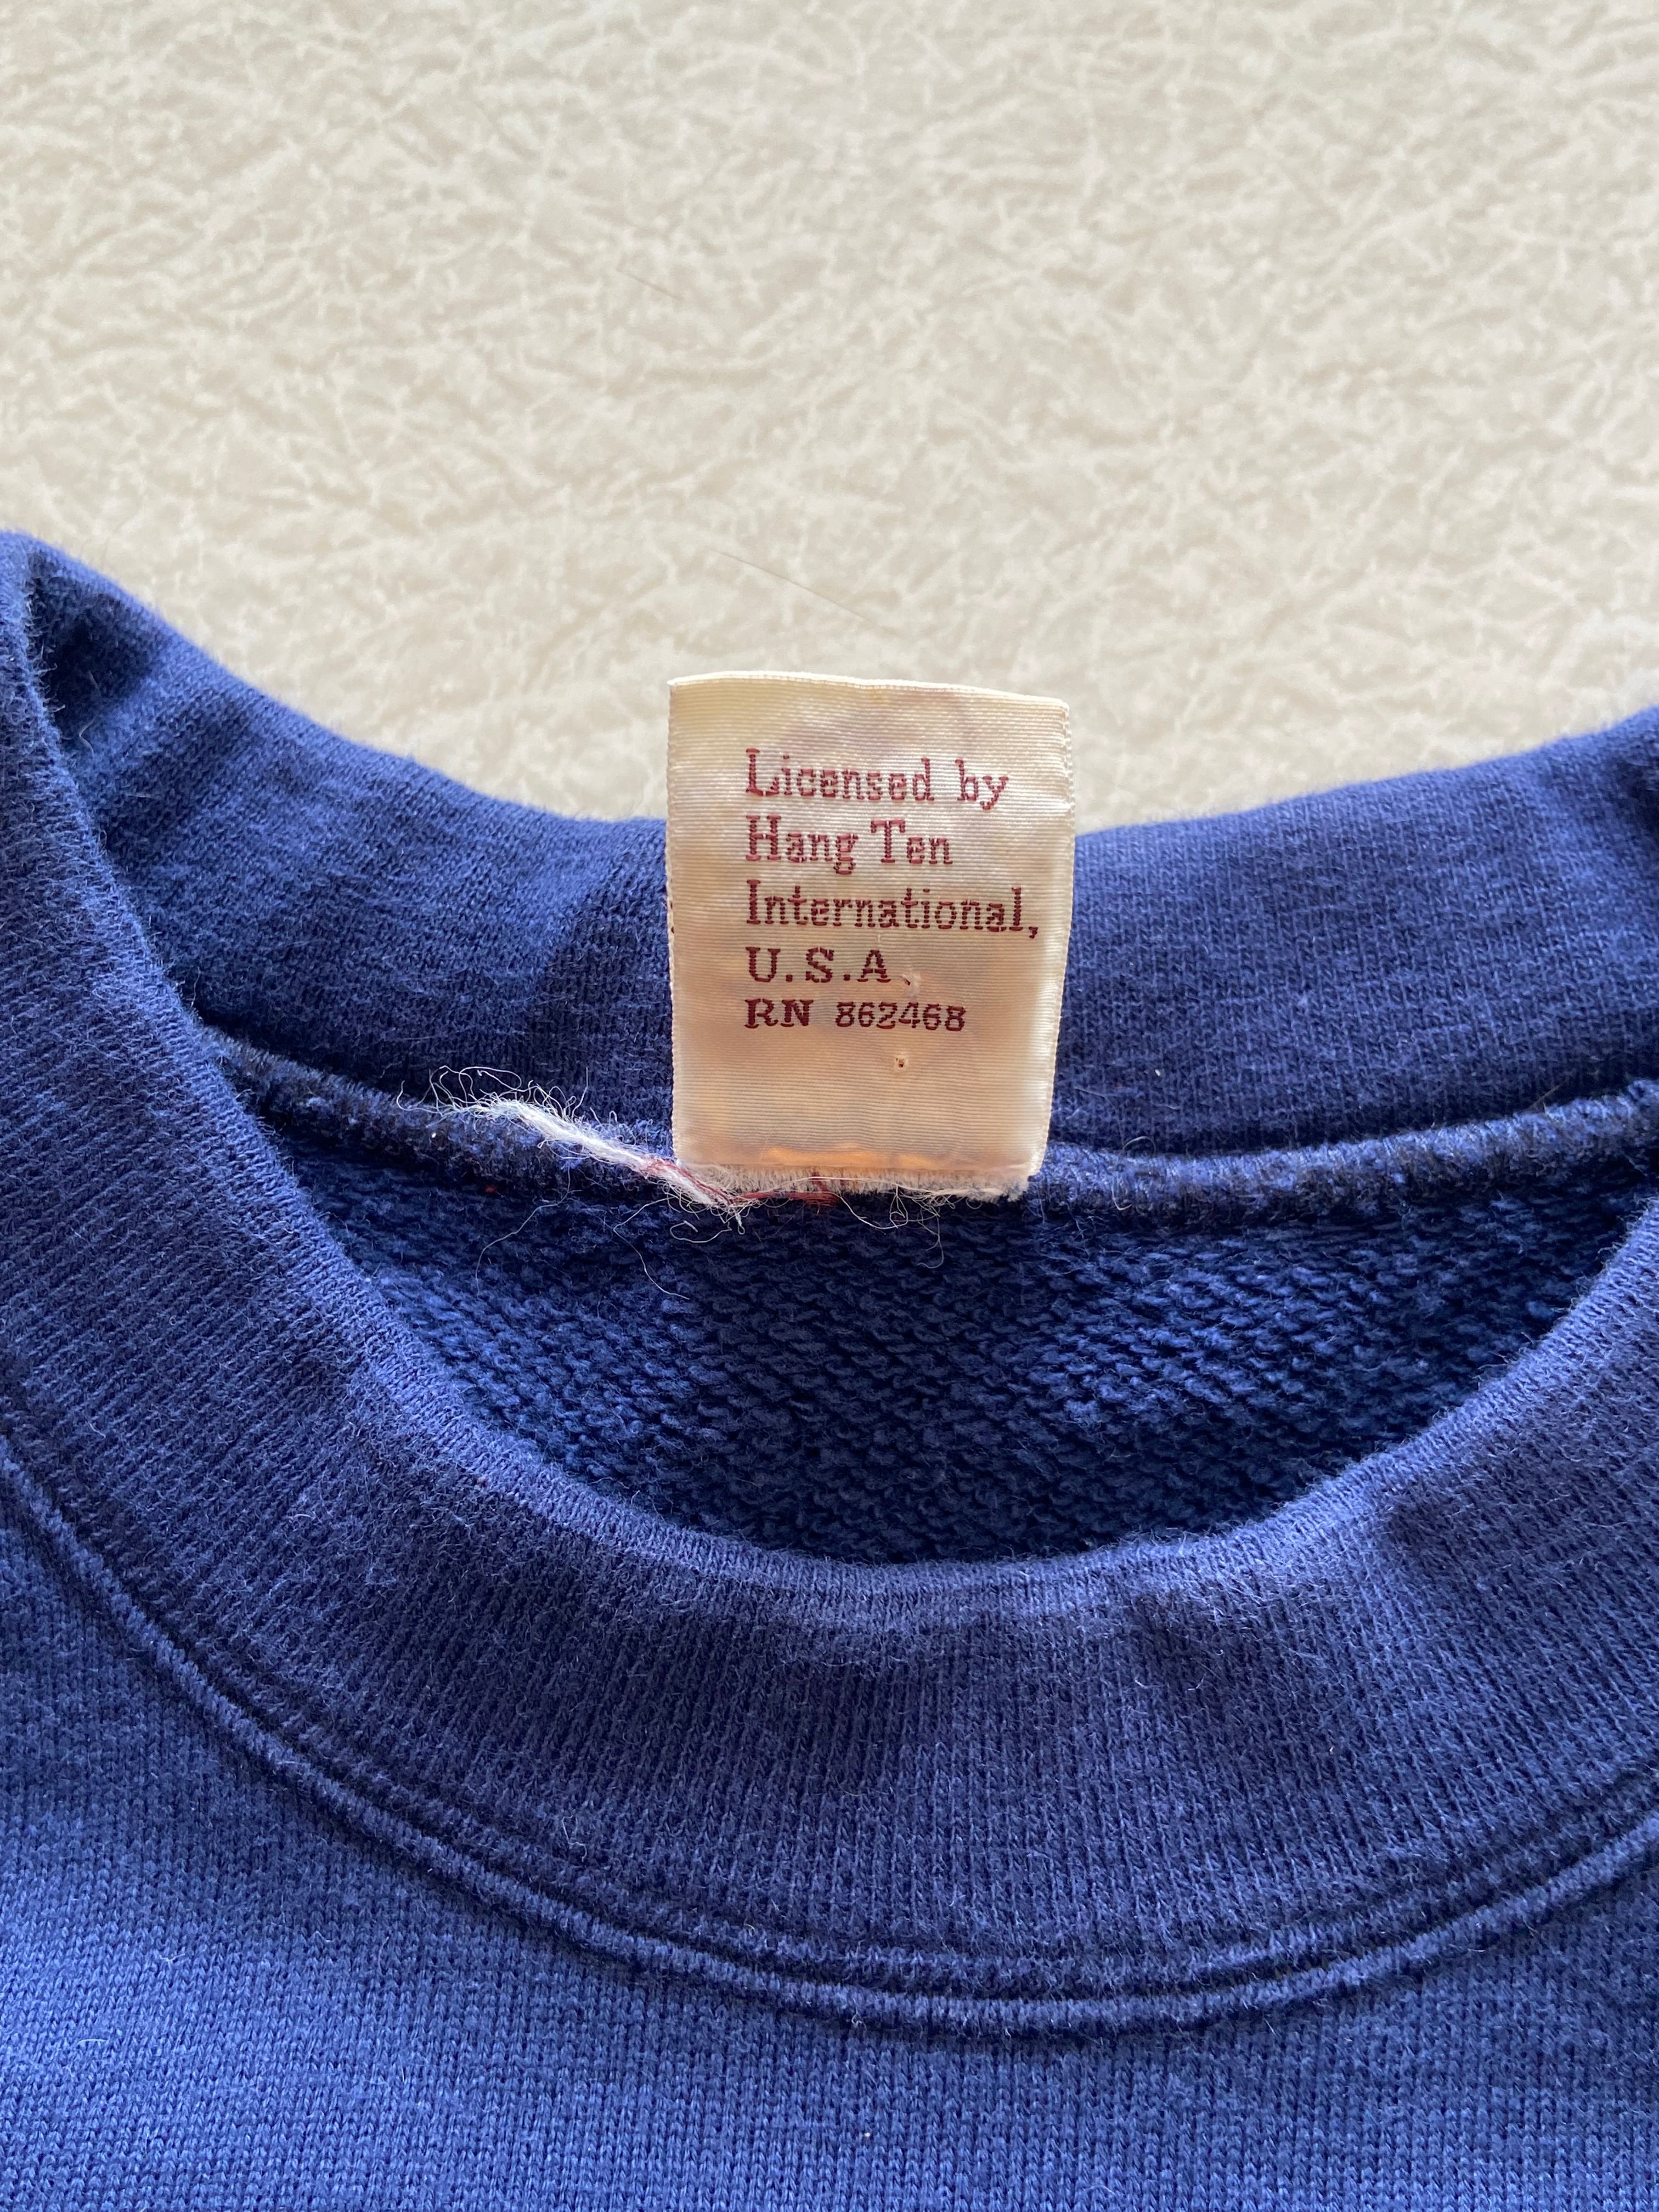 Licensed by
Hang Ten
International,
U.S.A.
RN 862468